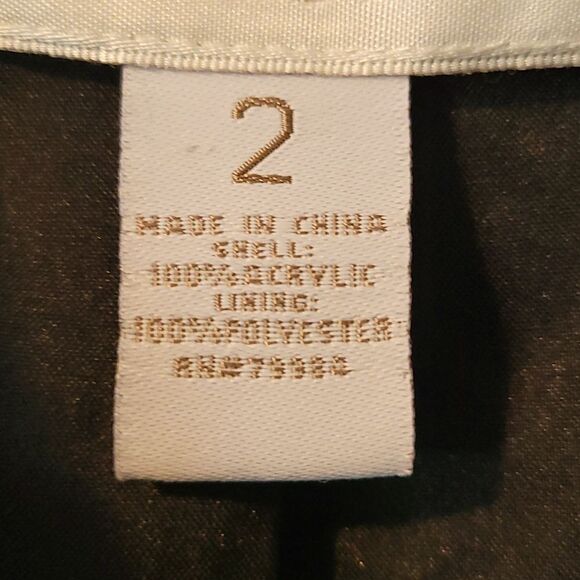 2
MADE IN CHINA
SHELL:
100%ACRYLIC
LINING:
100%POLYESTER